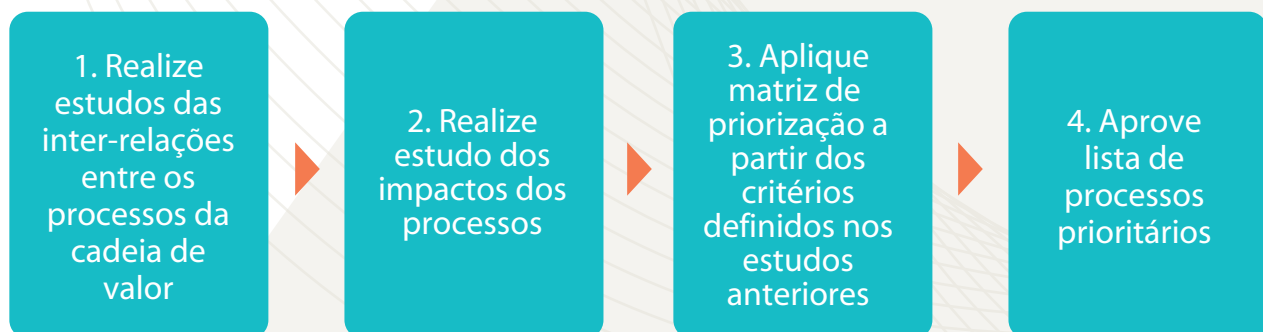 1. Realize
estudos das
inter-relações
entre os
processos da
cadeia de
valor
2. Realize
estudo dos
impactos dos
processos
3. Aplique
matriz de
priorização a
partir dos
critérios
definidos nos
estudos
anteriores
4. Aprove
lista de
processos
prioritários